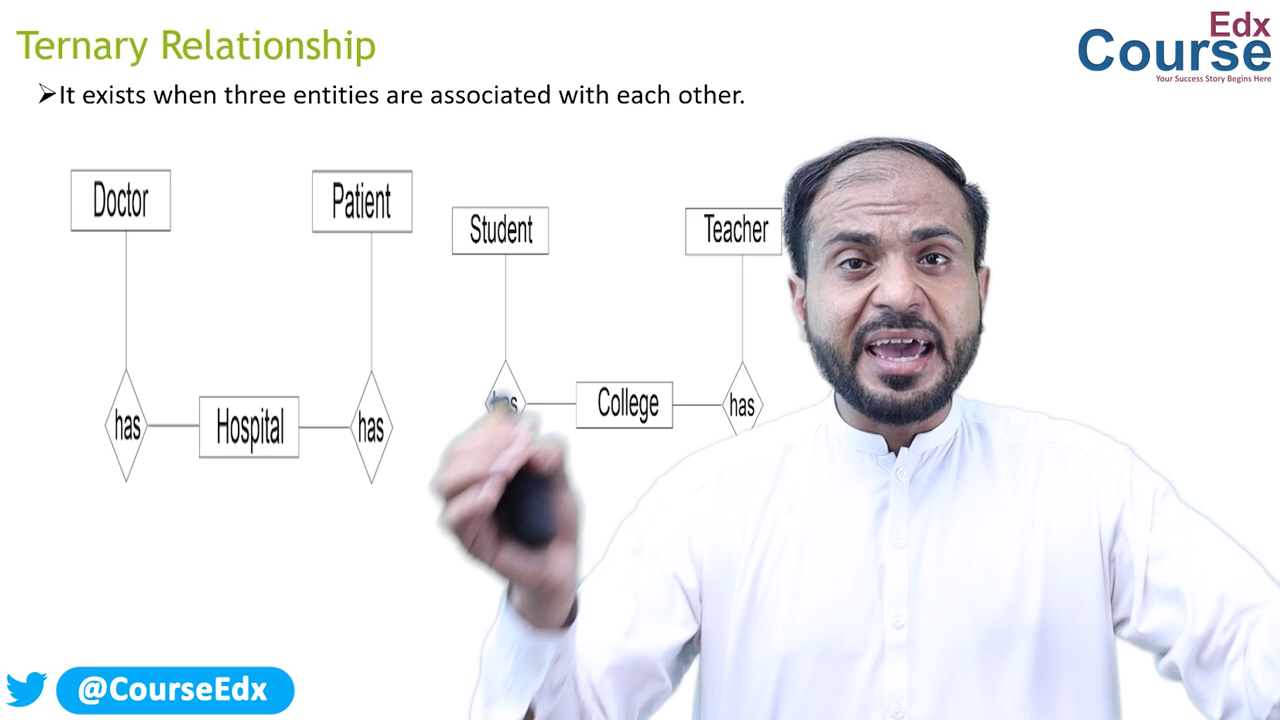 Ternary Relationship
Edx
Course
Your Success Story Begins Here
➢It exists when three entities are associated with each other.
Doctor
Patient
Student
Teacher
has
Hospital
has
has
College
has
@CourseEdx